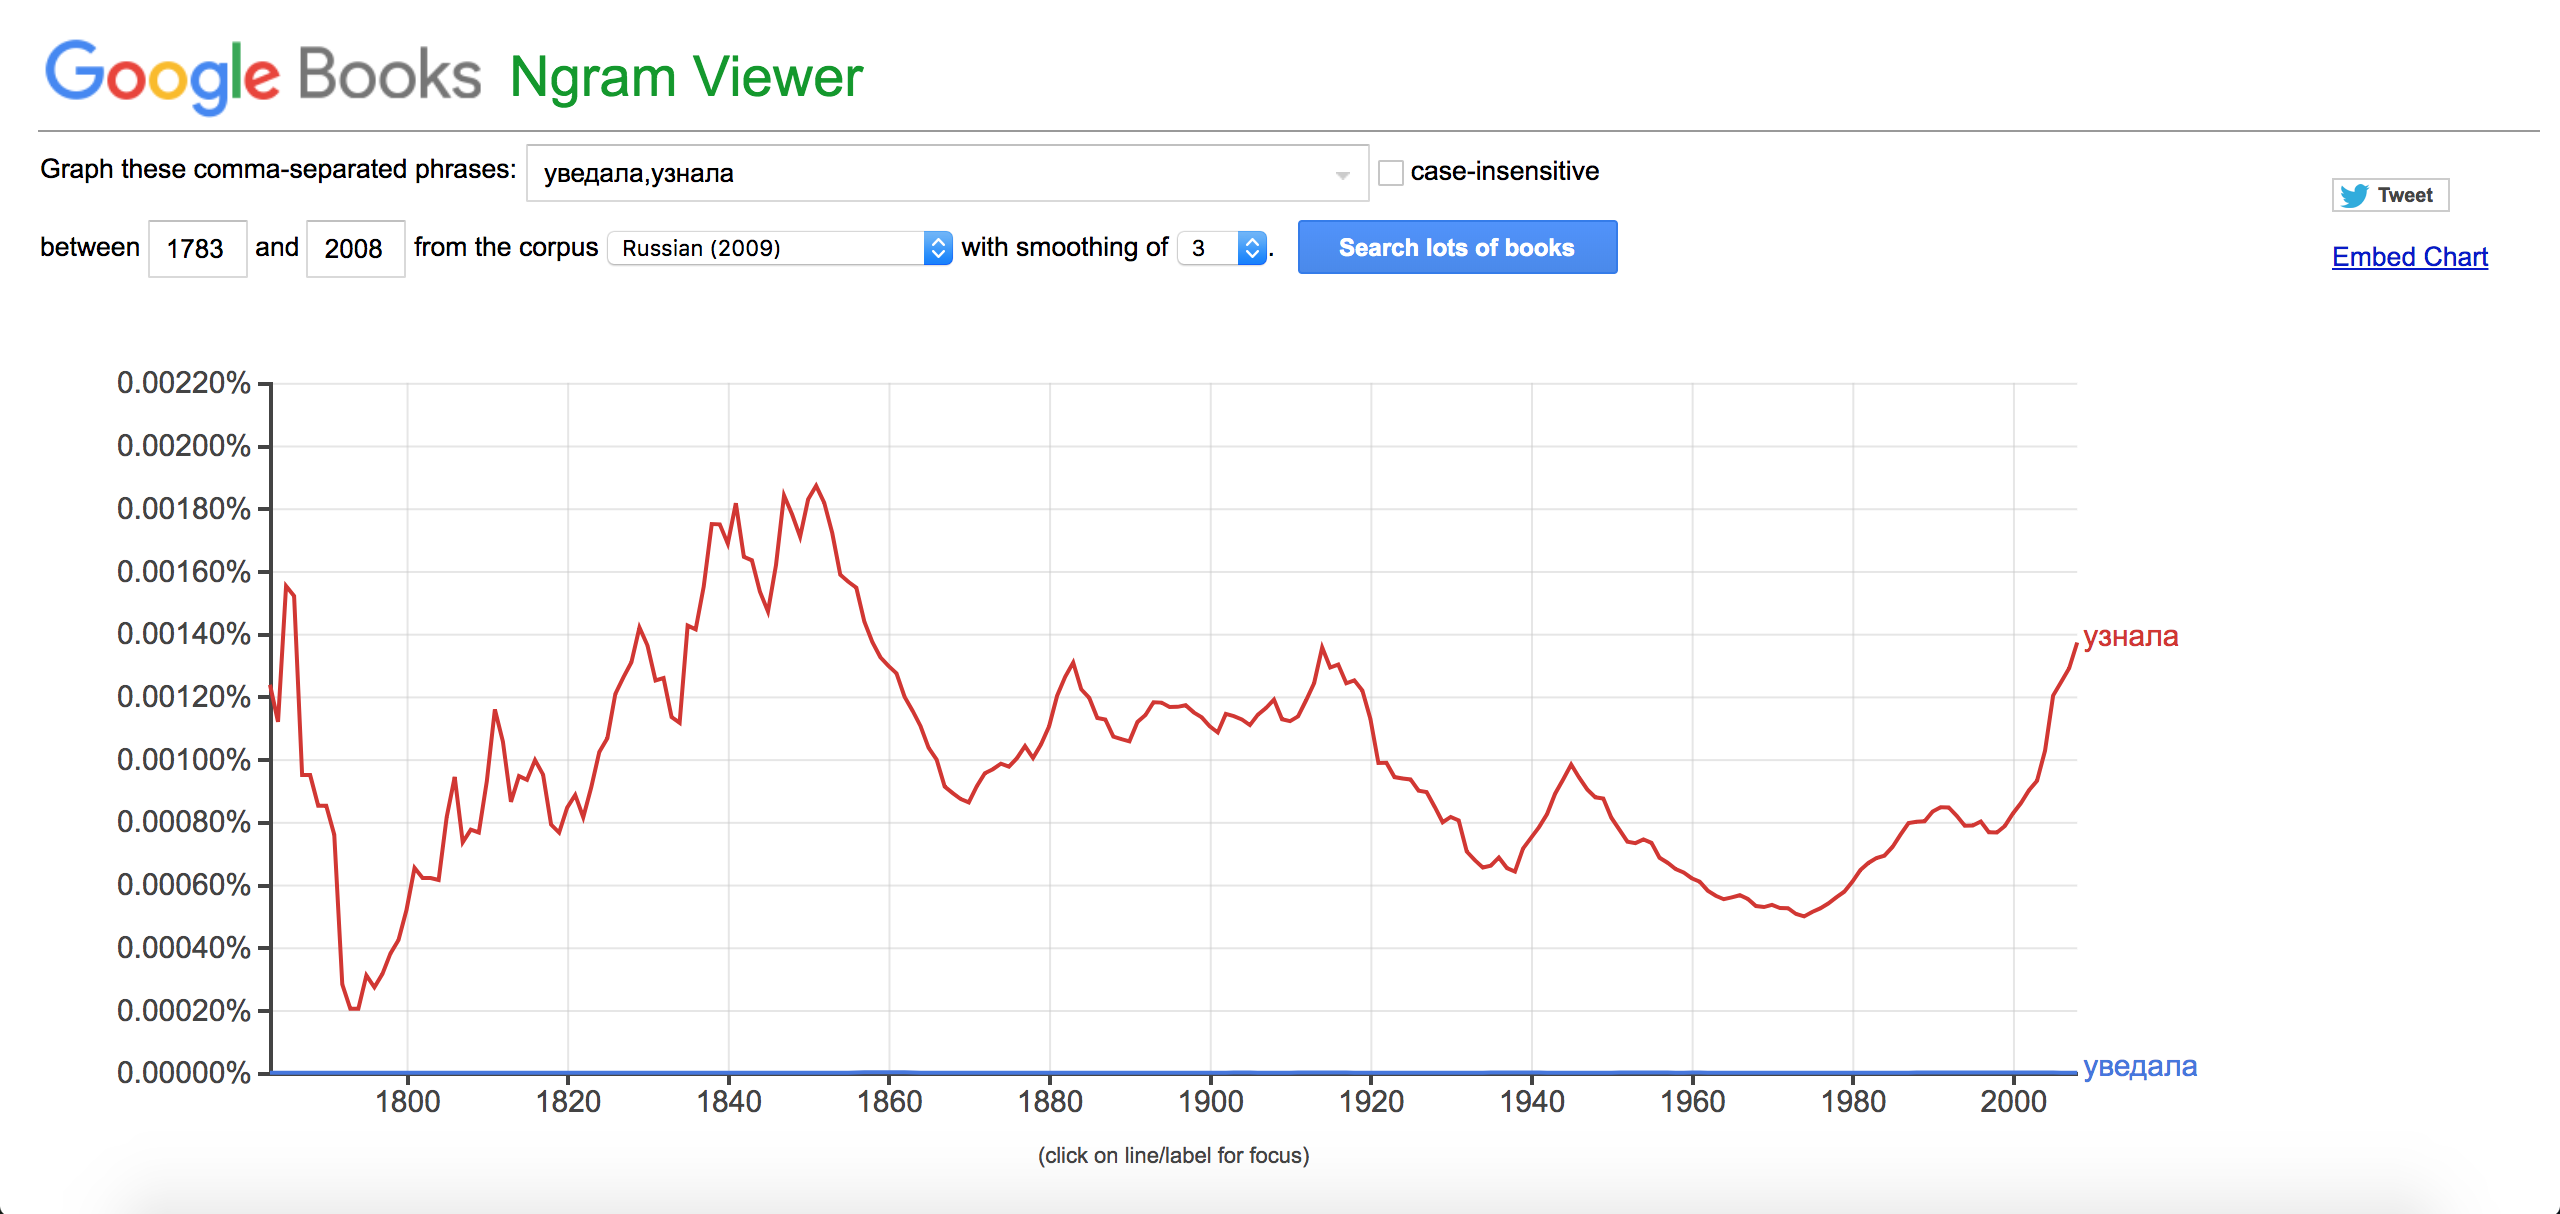 Google Books Ngram Viewer
Graph these comma-separated phrases: уведала,узнала case-insensitive
Tweet
between 1783 and 2008 from the corpus Russian (2009) with smoothing of 3 . Search lots of books
Embed Chart
0.00220%
0.00200%
0.00180%
0.00160%
0.00140%
узнала
0.00120%
0.00100%
0.00080%
0.00060%
0.00040%
0.00020%
0.00000%
уведала
1800 1820 1840 1860 1880 1900 1920 1940 1960 1980 2000
(click on line/label for focus)